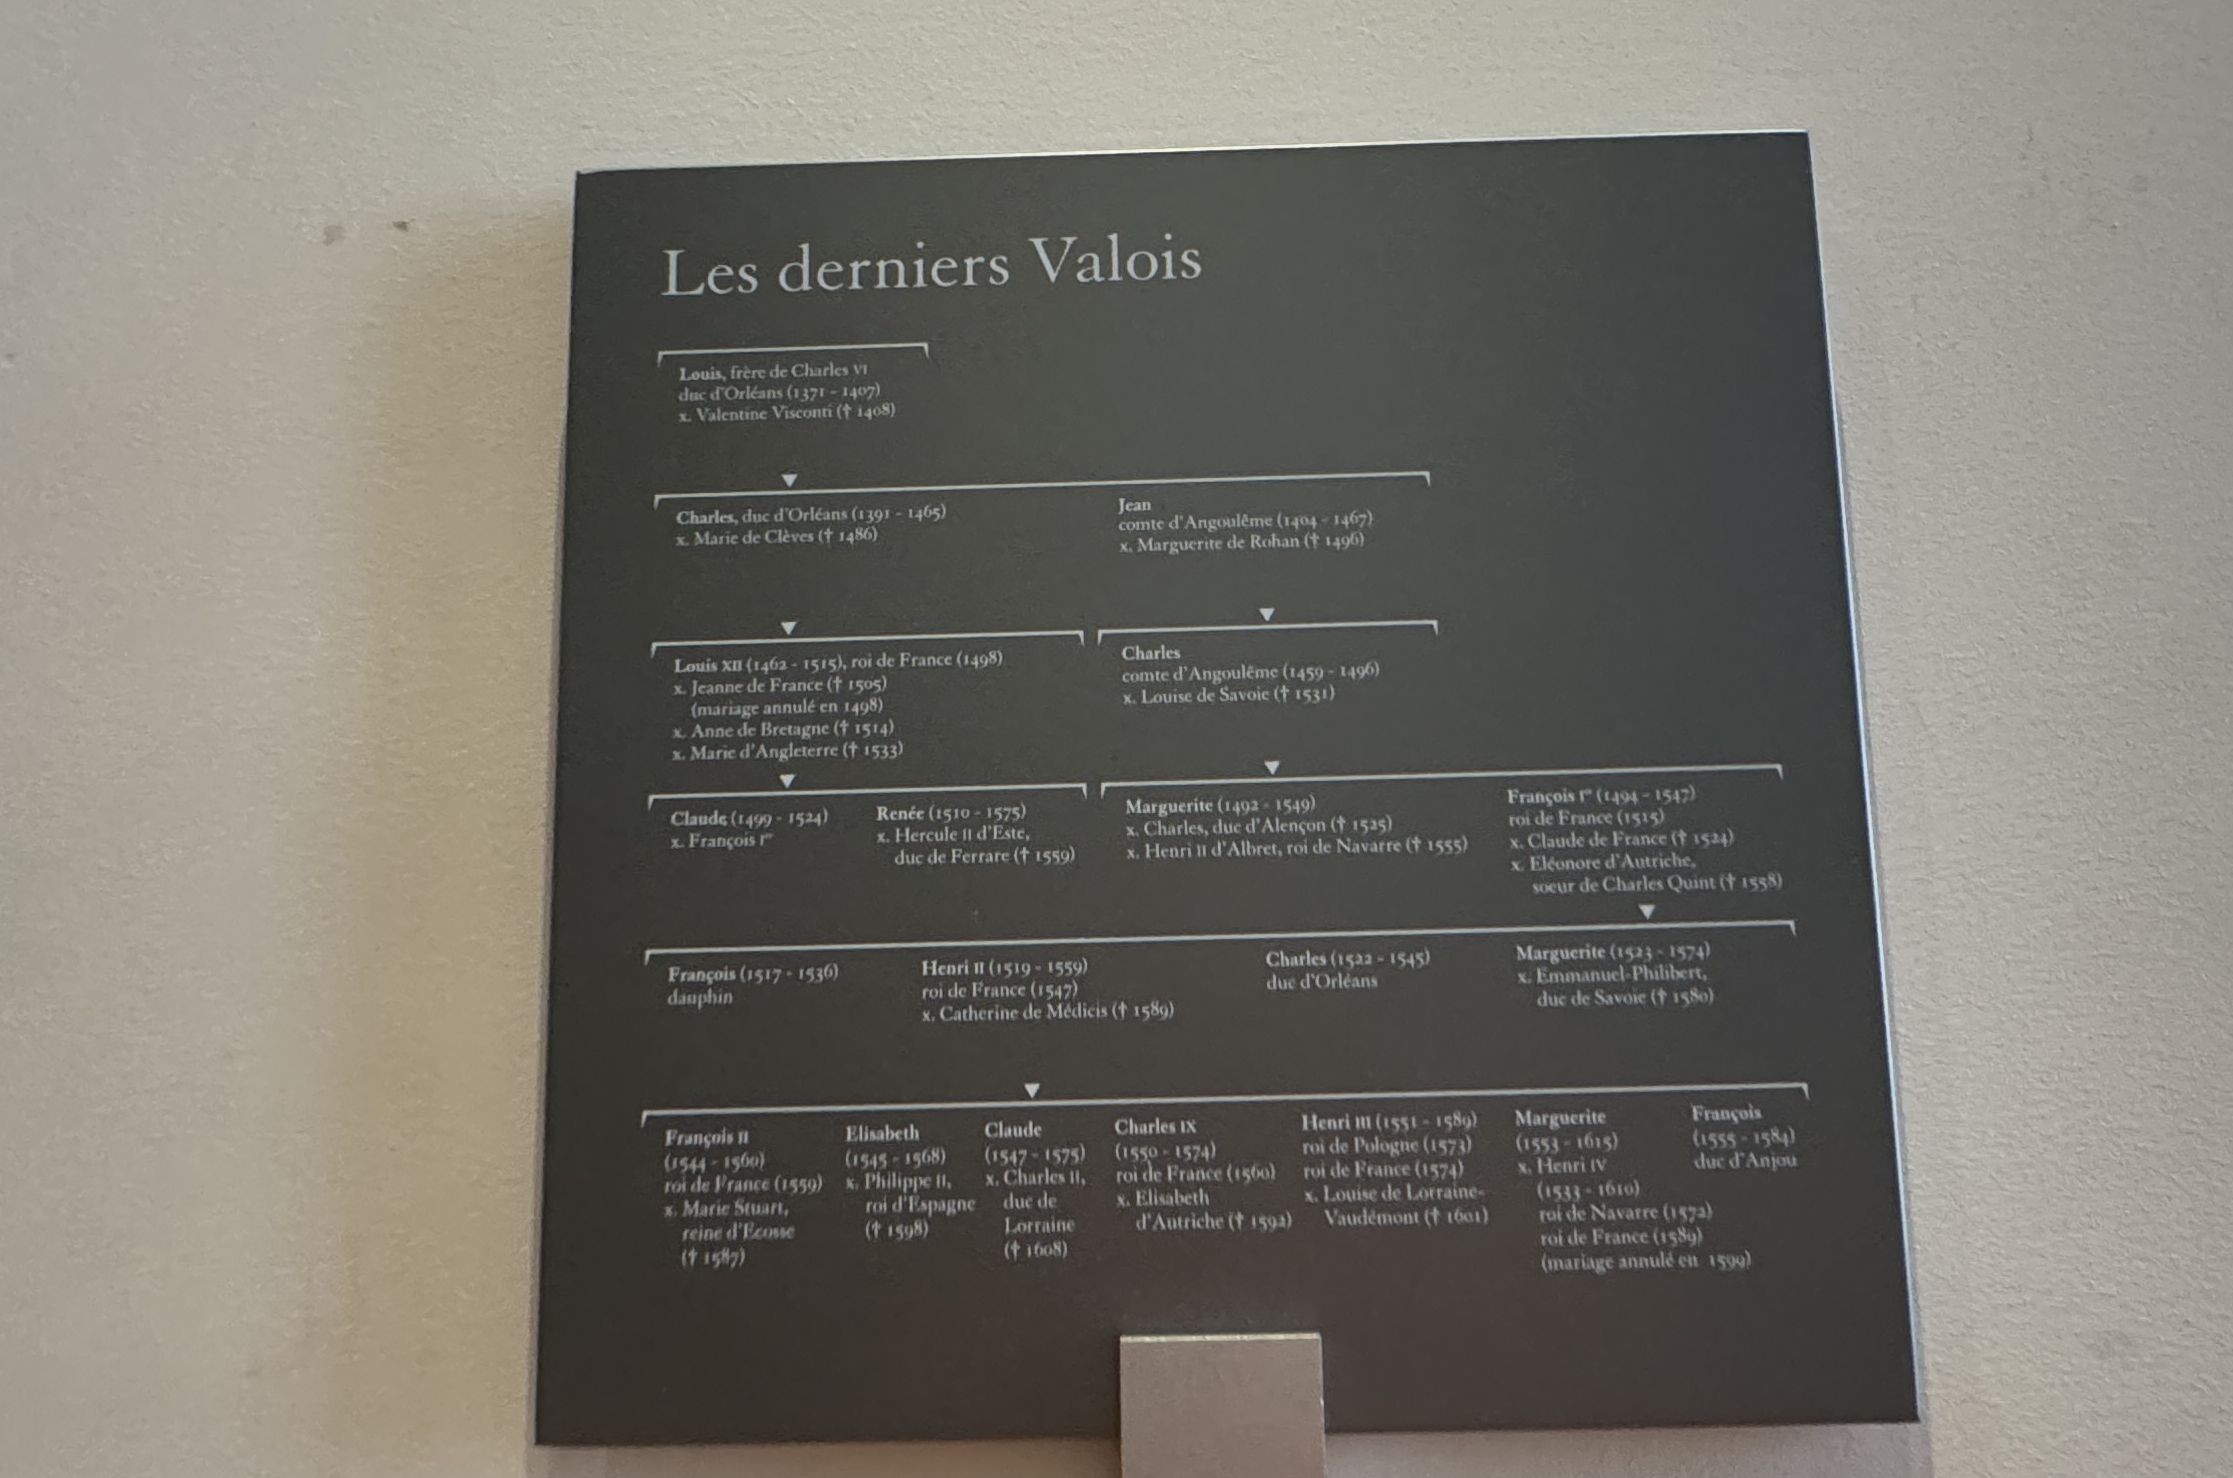 Les derniers Valois
Louis, frère de Charles VI
duc d'Orléans (1371 - 1407)
x. Valentine Visconti († 1408)
Charles, duc d'Orléans (1391 - 1465)
x. Marie de Clèves († 1486)
Jean
comte d'Angoulême (1404 - 1467)
x. Marguerite de Rohan († 1496)
Louis XII (1462 - 1515), roi de France (1498)
x. Jeanne de France († 1505)
(mariage annulé en 1498)
x. Anne de Bretagne († 1514)
x. Marie d'Angleterre († 1533)
Charles
comte d'Angoulême (1459 - 1496)
x. Louise de Savoie († 1531)
Claude (1499 - 1524)
x. François Iᵉʳ
Renée (1510 - 1575)
x. Hercule II d'Este,
duc de Ferrare († 1559)
Marguerite (1492 - 1549)
x. Charles, duc d'Alençon († 1525)
x. Henri II d'Albret, roi de Navarre († 1555)
François Iᵉʳ (1494 - 1547)
roi de France (1515)
x. Claude de France († 1524)
x. Eléonore d'Autriche,
soeur de Charles Quint († 1558)
François (1517 - 1536)
dauphin
Henri II (1519 - 1559)
roi de France (1547)
x. Catherine de Médicis († 1589)
Charles (1522 - 1545)
duc d'Orléans
Marguerite (1523 - 1574)
x. Emmanuel-Philibert,
duc de Savoie († 1580)
François II
(1544 - 1560)
roi de France (1559)
x. Marie Stuart,
reine d'Ecosse
(† 1587)
Elisabeth
(1545 - 1568)
x. Philippe II,
roi d'Espagne
(† 1598)
Claude
(1547 - 1575)
x. Charles II,
duc de
Lorraine
(† 1608)
Charles IX
(1550 - 1574)
roi de France (1560)
x. Elisabeth
d'Autriche († 1592)
Henri III (1551 - 1589)
roi de Pologne (1573)
roi de France (1574)
x. Louise de Lorraine-
Vaudémont († 1601)
Marguerite
(1553 - 1615)
x. Henri IV
(1533 - 1610)
roi de Navarre (1572)
roi de France (1589)
(mariage annulé en 1599)
François
(1555 - 1584)
duc d'Anjou